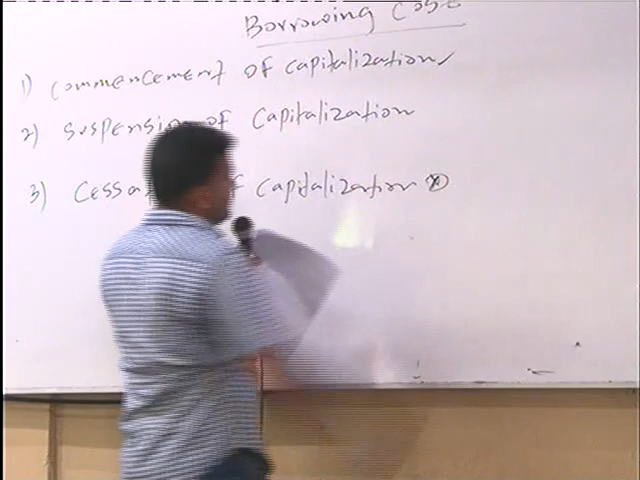 Borrowing Cost
1) Commencement of capitalization ✓
2) Suspension of Capitalization
3) Cessa f Capitalization